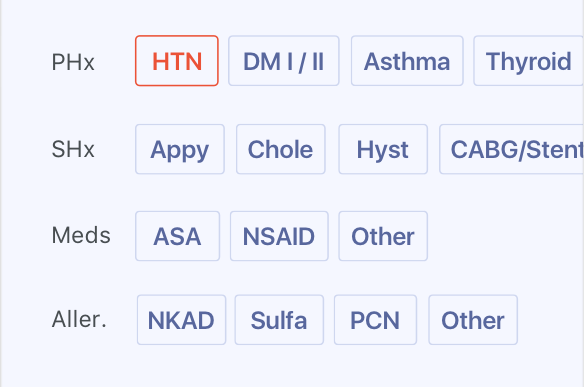 PHx HTN DM I / II Asthma Thyroid
SHx Appy Chole Hyst CABG/Stent
Meds ASA NSAID Other
Aller. NKAD Sulfa PCN Other